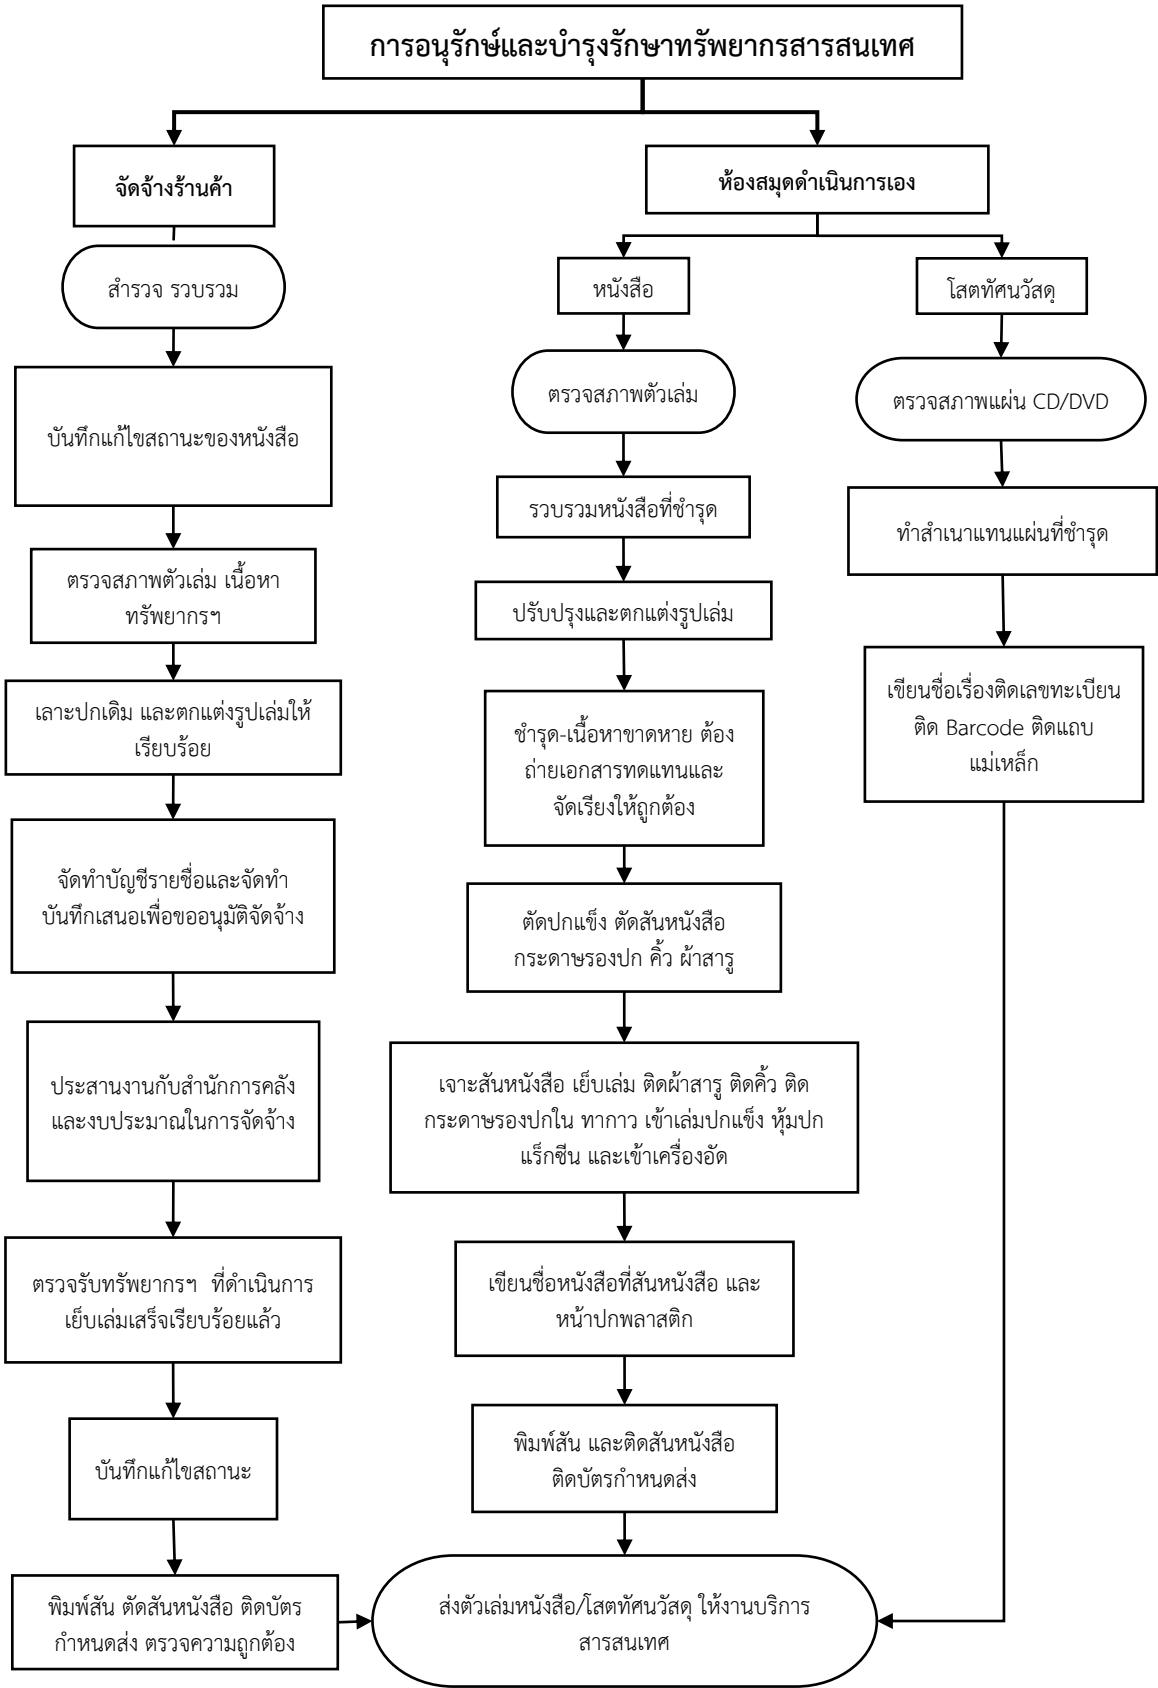 การอนุรักษ์และบำรุงรักษาทรัพยากรสารสนเทศ
จัดจ้างร้านค้า
สำรวจ รวบรวม
บันทึกแก้ไขสถานะของหนังสือ
ตรวจสภาพตัวเล่ม เนื้อหา
ทรัพยากรฯ
เลาะปกเดิม และตกแต่งรูปเล่มให้
เรียบร้อย
จัดทำบัญชีรายชื่อและจัดทำ
บันทึกเสนอเพื่อขออนุมัติจัดจ้าง
ประสานงานกับสำนักการคลัง
และงบประมาณในการจัดจ้าง
ตรวจรับทรัพยากรฯ ที่ดำเนินการ
เย็บเล่มเสร็จเรียบร้อยแล้ว
บันทึกแก้ไขสถานะ
พิมพ์สัน ตัดสันหนังสือ ติดบัตร
กำหนดส่ง ตรวจความถูกต้อง
ห้องสมุดดำเนินการเอง
หนังสือ
ตรวจสภาพตัวเล่ม
รวบรวมหนังสือที่ชำรุด
ปรับปรุงและตกแต่งรูปเล่ม
ชำรุด-เนื้อหาขาดหาย ต้อง
ถ่ายเอกสารทดแทนและ
จัดเรียงให้ถูกต้อง
ตัดปกแข็ง ตัดสันหนังสือ
กระดาษรองปก คิ้ว ผ้าสารู
เจาะสันหนังสือ เย็บเล่ม ติดผ้าสารู ติดคิ้ว ติด
กระดาษรองปกใน ทากาว เข้าเล่มปกแข็ง หุ้มปก
แร็กซีน และเข้าเครื่องอัด
เขียนชื่อหนังสือที่สันหนังสือ และ
หน้าปกพลาสติก
พิมพ์สัน และติดสันหนังสือ
ติดบัตรกำหนดส่ง
โสตทัศนวัสดุ
ตรวจสภาพแผ่น CD/DVD
ทำสำเนาแทนแผ่นที่ชำรุด
เขียนชื่อเรื่องติดเลขทะเบียน
ติด Barcode ติดแถบ
แม่เหล็ก
ส่งตัวเล่มหนังสือ/โสตทัศนวัสดุ ให้งานบริการ
สารสนเทศ